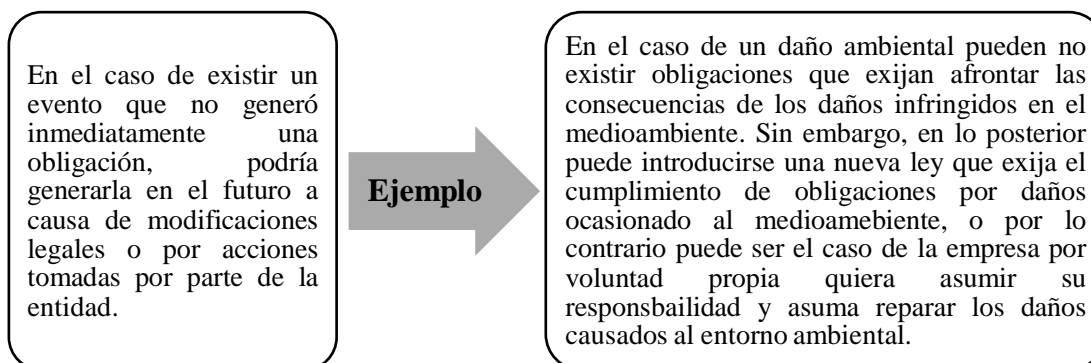 En el caso de existir un
evento que no generó
inmediatamente una
obligación, podría
generarla en el futuro a
causa de modificaciones
legales o por acciones
tomadas por parte de la
entidad.
Ejemplo
En el caso de un daño ambiental pueden no
existir obligaciones que exijan afrontar las
consecuencias de los daños infringidos en el
medioambiente. Sin embargo, en lo posterior
puede introducirse una nueva ley que exija el
cumplimiento de obligaciones por daños
ocasionado al medioamebiente, o por lo
contrario puede ser el caso de la empresa por
voluntad propia quiera asumir su
responsbailidad y asuma reparar los daños
causados al entorno ambiental.